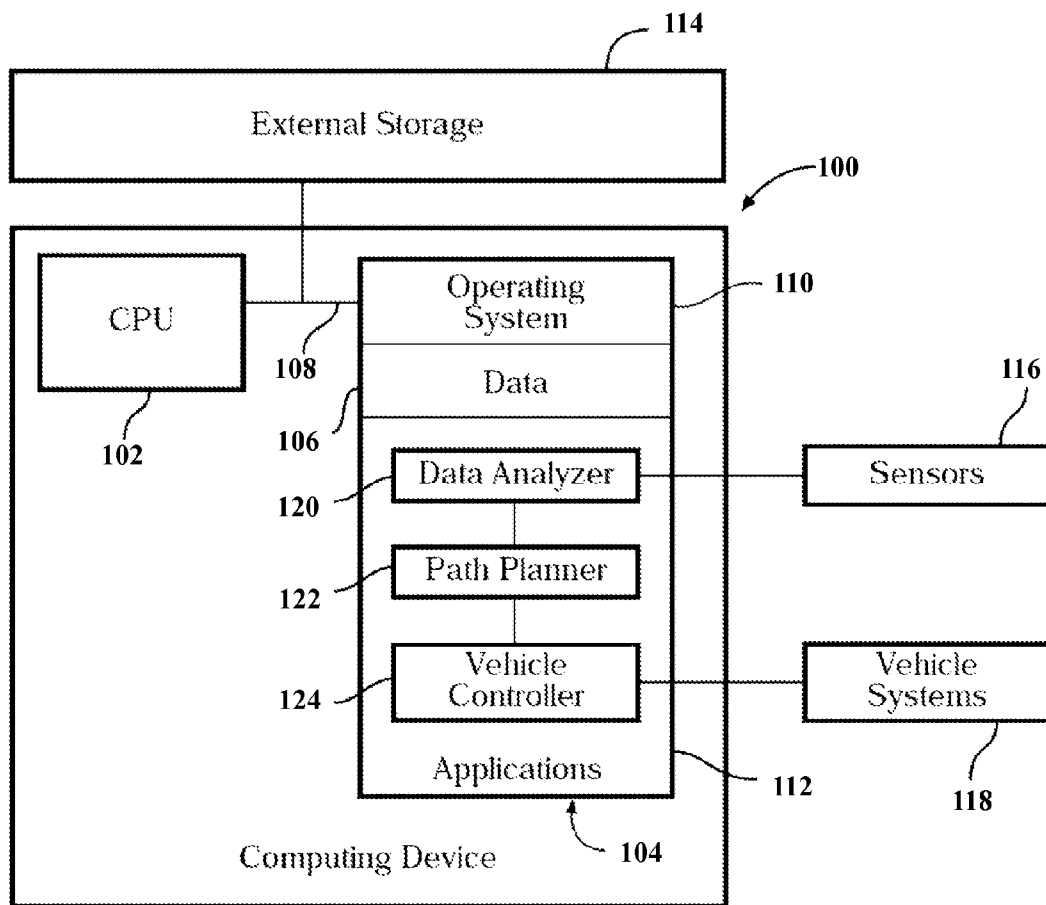 114
External Storage
100
CPU
Operating
System
110
108
Data
116
106
102
Data Analyzer
Sensors
120
Path Planner
122
Vehicle
Controller
Vehicle
Systems
124
Applications
112
118
104
Computing Device